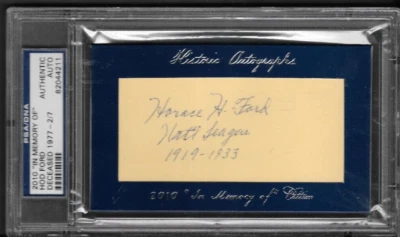 PSA/DNA
2010 "IN MEMORY OF"
HOD FORD
DECEASED 1977 - 2/7
AUTHENTIC
AUTO
82044211
Historic Autographs
Horace H. Ford
Natl League
1919-1933
2010 "In Memory of" Edition